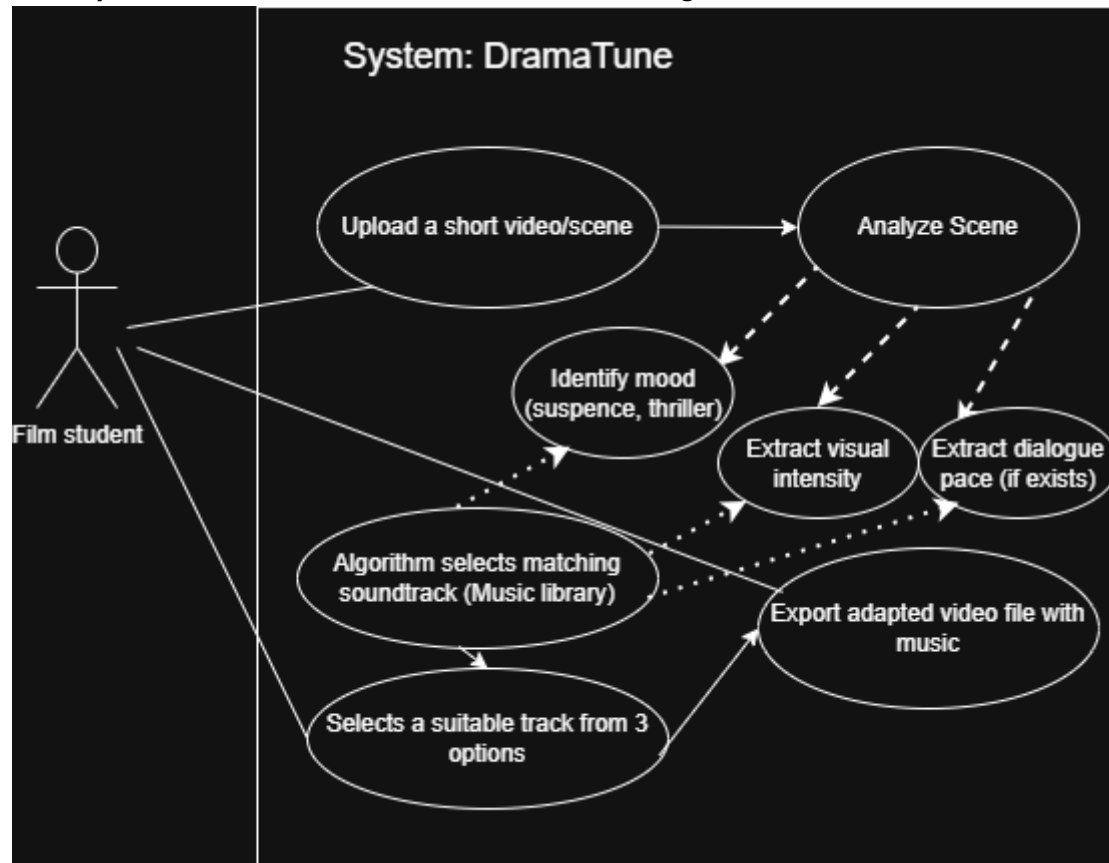 System: DramaTune
Upload a short video/scene
Analyze Scene
Film student
Identify mood
(suspence, thriller)
Extract visual
intensity
Extract dialogue
pace (if exists)
Algorithm selects matching
soundtrack (Music library)
Export adapted video file with
music
Selects a suitable track from 3
options